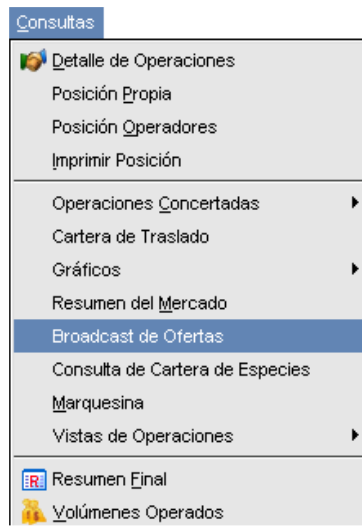 Consultas
Detalle de Operaciones
Posición Propia
Posición Operadores
Imprimir Posición
Operaciones Concertadas
Cartera de Traslado
Gráficos
Resumen del Mercado
Broadcast de Ofertas
Consulta de Cartera de Especies
Marquesina
Vistas de Operaciones
R Resumen Final
Volúmenes Operados